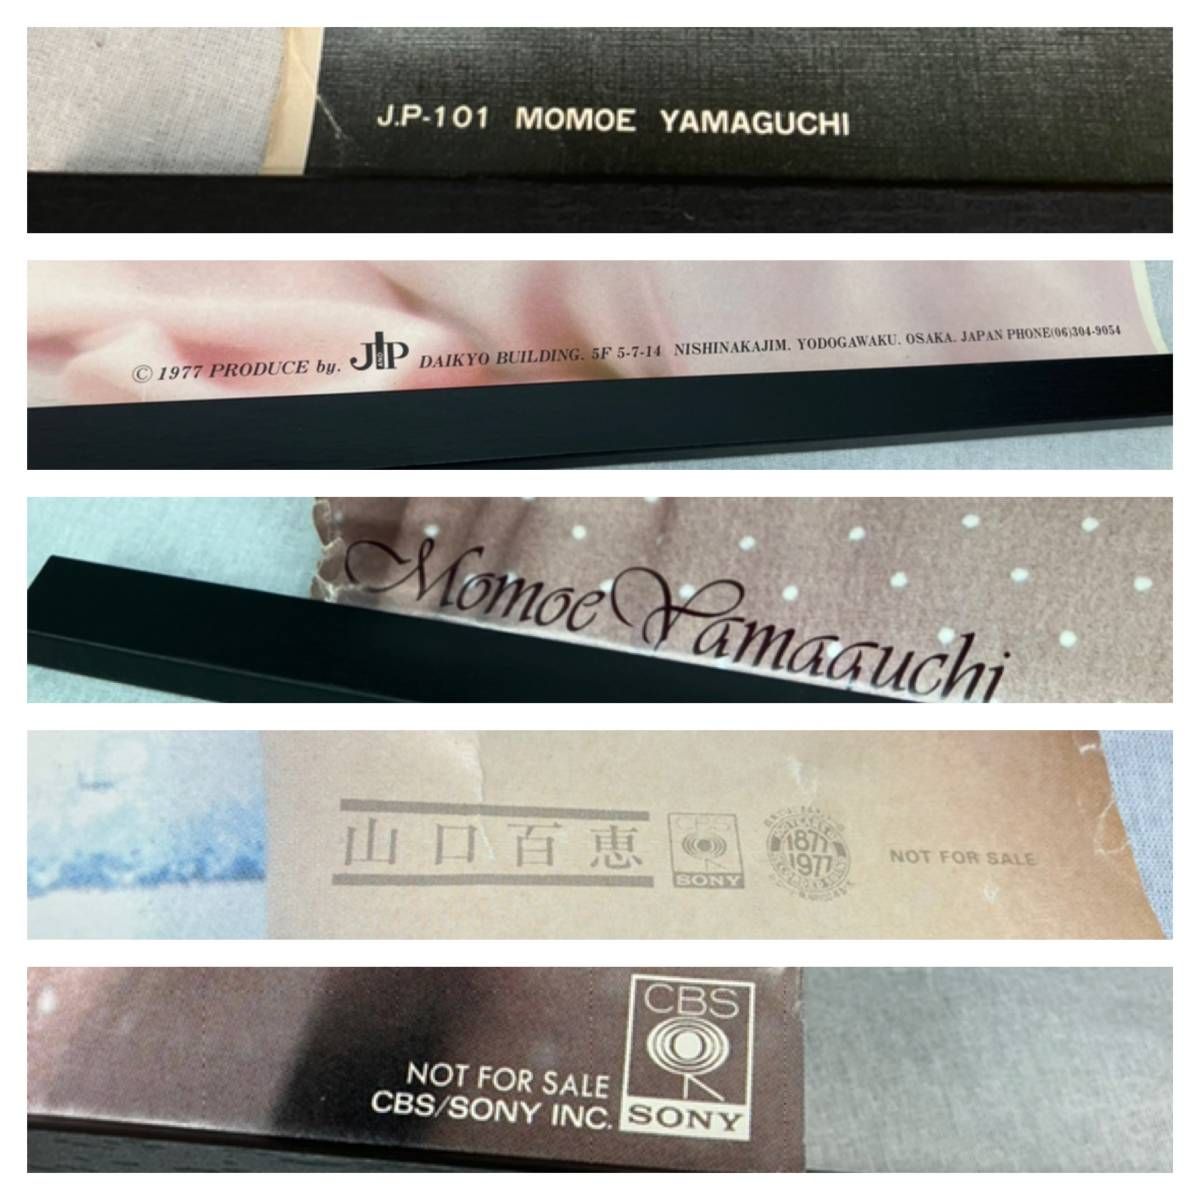 J.P-101 MOMOE YAMAGUCHI
© 1977 PRODUCE by. J AND P DAIKYO BUILDING. 5F 5-7-14 NISHINAKAJIM. YODOGAWAKU. OSAKA. JAPAN PHONE(06)304-9054
Momoe Yamaguchi
山口百恵
CBS
SONY
1877
1977
NOT FOR SALE
CBS
SONY
NOT FOR SALE
CBS/SONY INC.